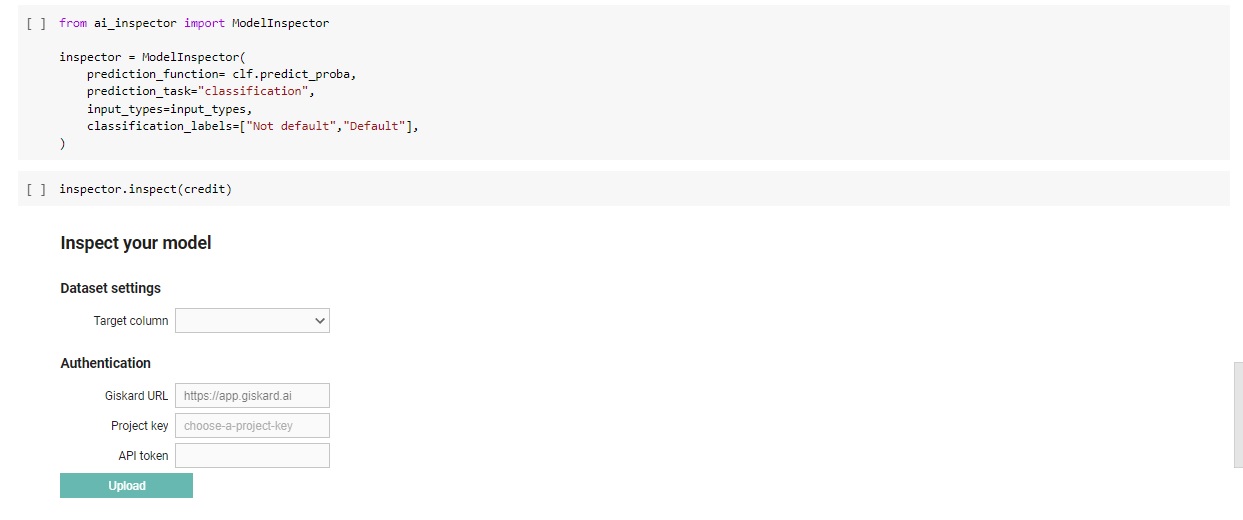 [ ] from ai_inspector import ModelInspector
inspector = ModelInspector(
prediction_function= clf.predict_proba,
prediction_task="classification",
input_types=input_types,
classification_labels=["Not default","Default"],
)
[ ] inspector.inspect(credit)
Inspect your model
Dataset settings
Target column
Authentication
Giskard URL https://app.giskard.ai
Project key choose-a-project-key
API token
Upload